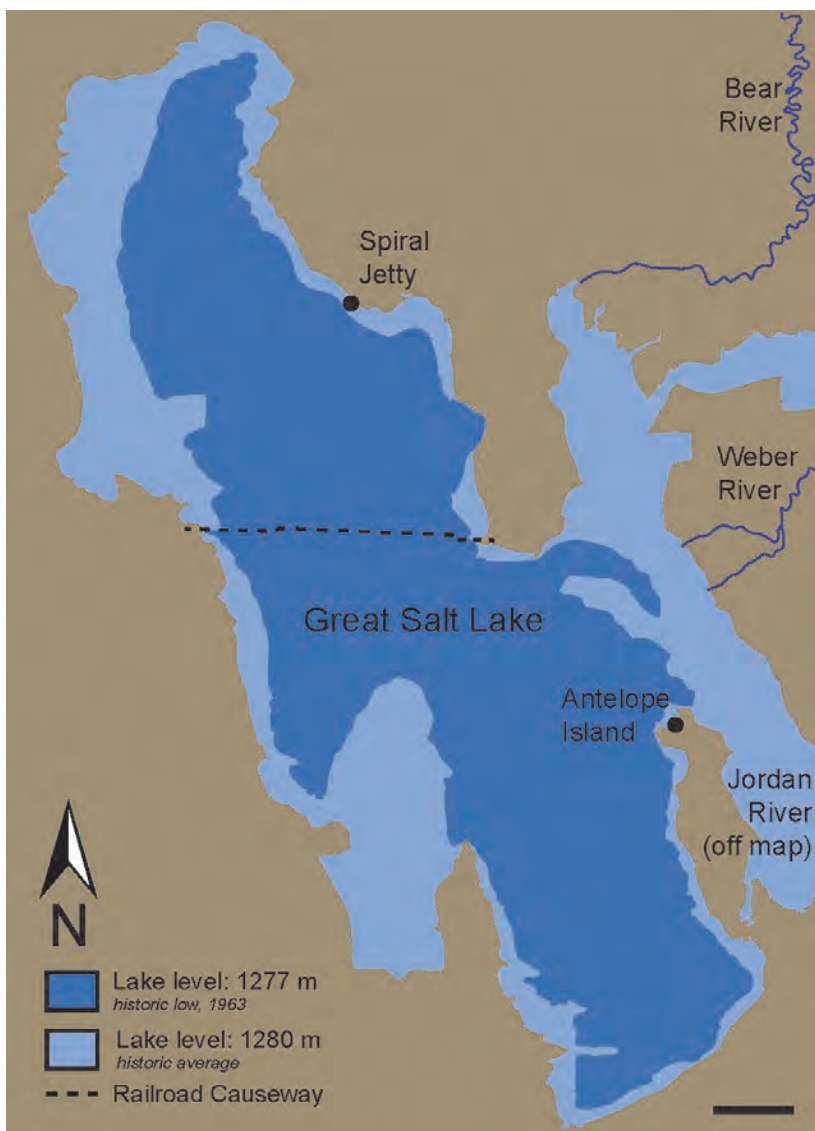 Bear
River
Spiral
Jetty
Weber
River
Great Salt Lake
Antelope
Island
Jordan
River
(off map)
N
Lake level: 1277 m
historic low, 1963
Lake level: 1280 m
historic average
Railroad Causeway